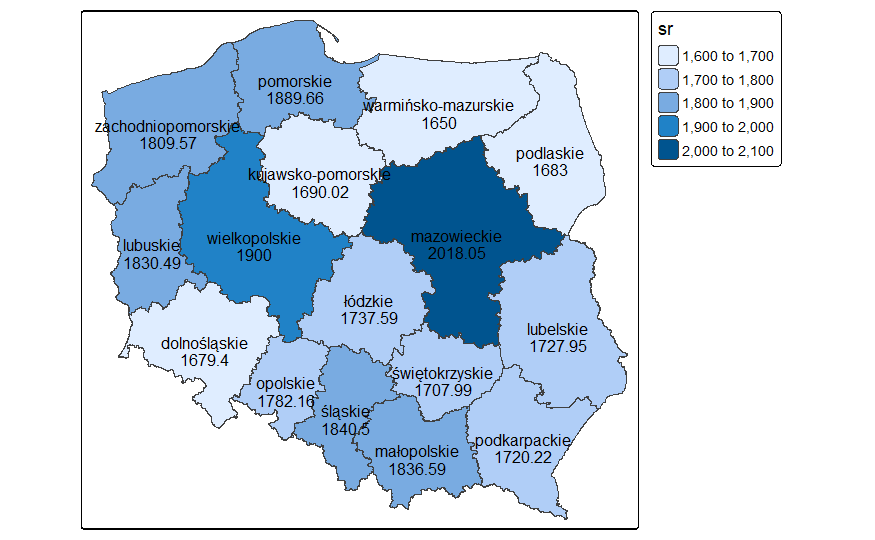 sr
1,600 to 1,700
1,700 to 1,800
1,800 to 1,900
1,900 to 2,000
2,000 to 2,100
pomorskie
1889.66
warmińsko-mazurskie
1650
zachodniopomorskie
1809.57
podlaskie
1683
kujawsko-pomorskie
1690.02
mazowieckie
2018.05
wielkopolskie
1900
lubuskie
1830.49
łódzkie
1737.59
lubelskie
1727.95
dolnośląskie
1679.4
świętokrzyskie
1707.99
opolskie
1782.16
śląskie
1840.5
podkarpackie
1720.22
małopolskie
1836.59